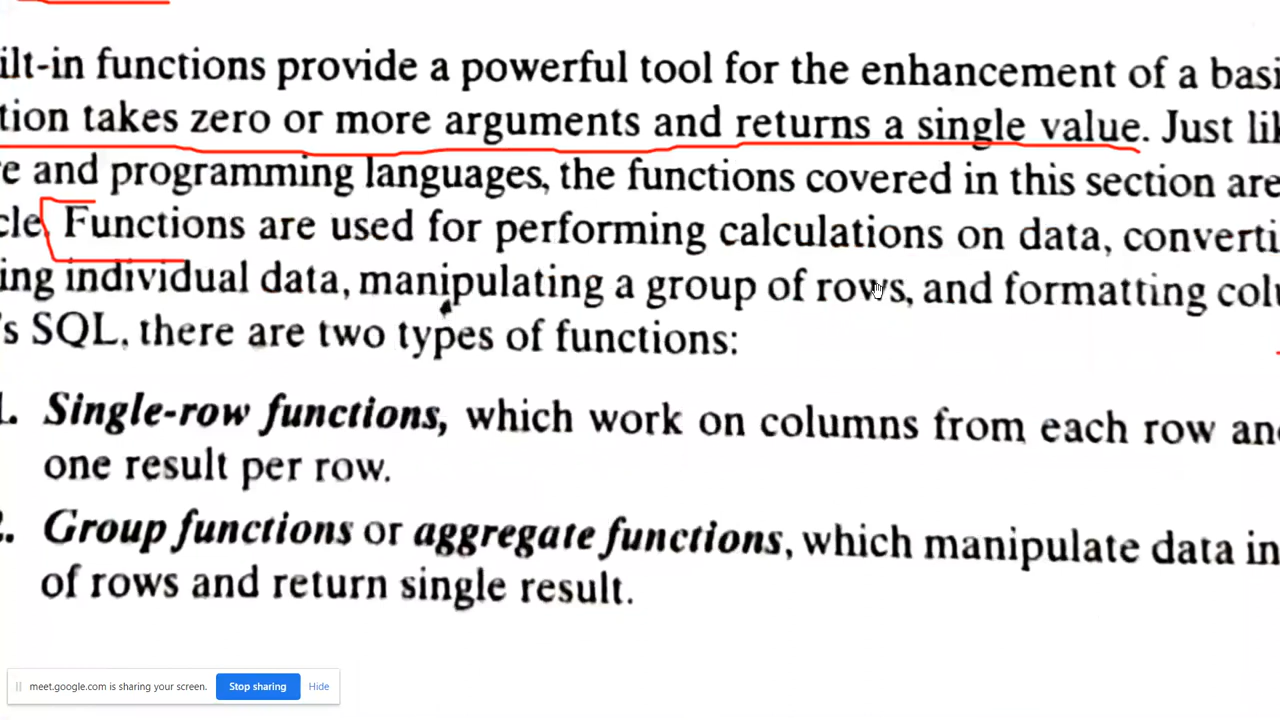 ilt-in functions provide a powerful tool for the enhancement of a basi
tion takes zero or more arguments and returns a single value. Just li
e and programming languages, the functions covered in this section are
cle. Functions are used for performing calculations on data, converti
ing individual data, manipulating a group of rows, and formatting colu
's SQL, there are two types of functions:
1. Single-row functions, which work on columns from each row and
one result per row.
2. Group functions or aggregate functions, which manipulate data in
of rows and return single result.
meet.google.com is sharing your screen. Stop sharing Hide